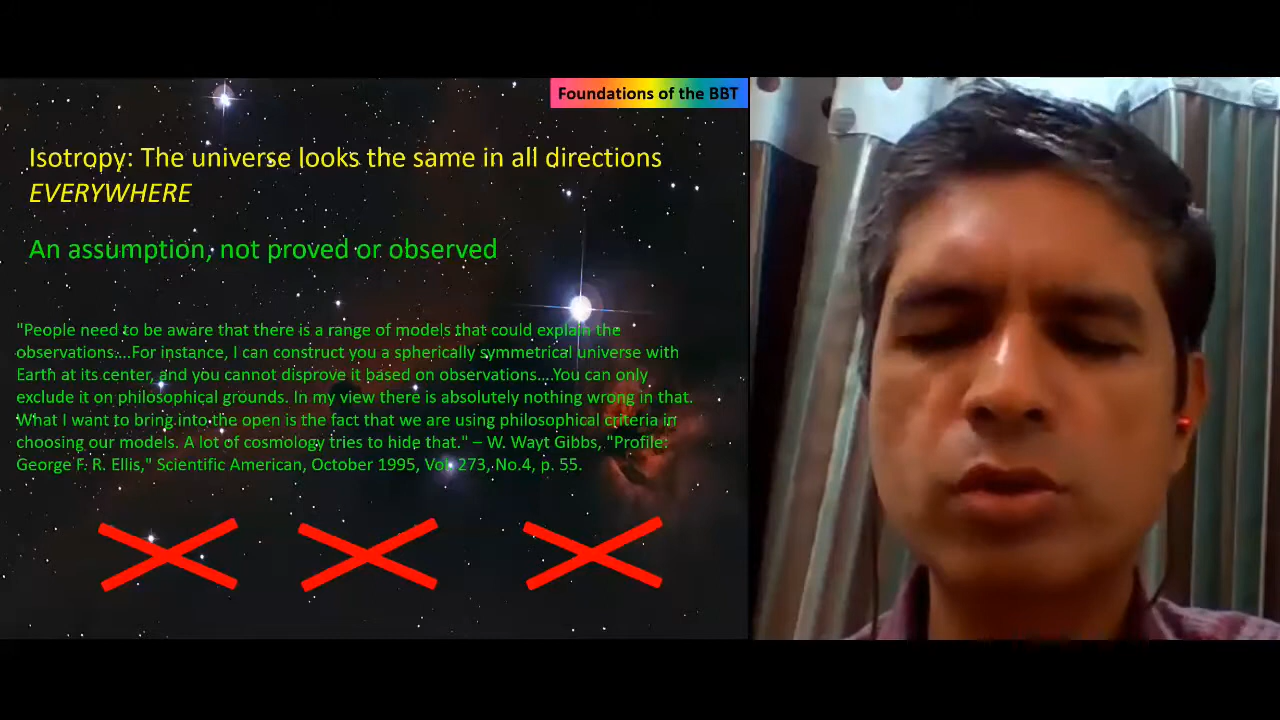 Foundations of the BBT
Isotropy: The universe looks the same in all directions
EVERYWHERE
An assumption, not proved or observed
"People need to be aware that there is a range of models that could explain the
observations....For instance, I can construct you a spherically symmetrical universe with
Earth at its center, and you cannot disprove it based on observations....You can only
exclude it on philosophical grounds. In my view there is absolutely nothing wrong in that.
What I want to bring into the open is the fact that we are using philosophical criteria in
choosing our models. A lot of cosmology tries to hide that." – W. Wayt Gibbs, "Profile:
George F. R. Ellis," Scientific American, October 1995, Vol. 273, No.4, p. 55.